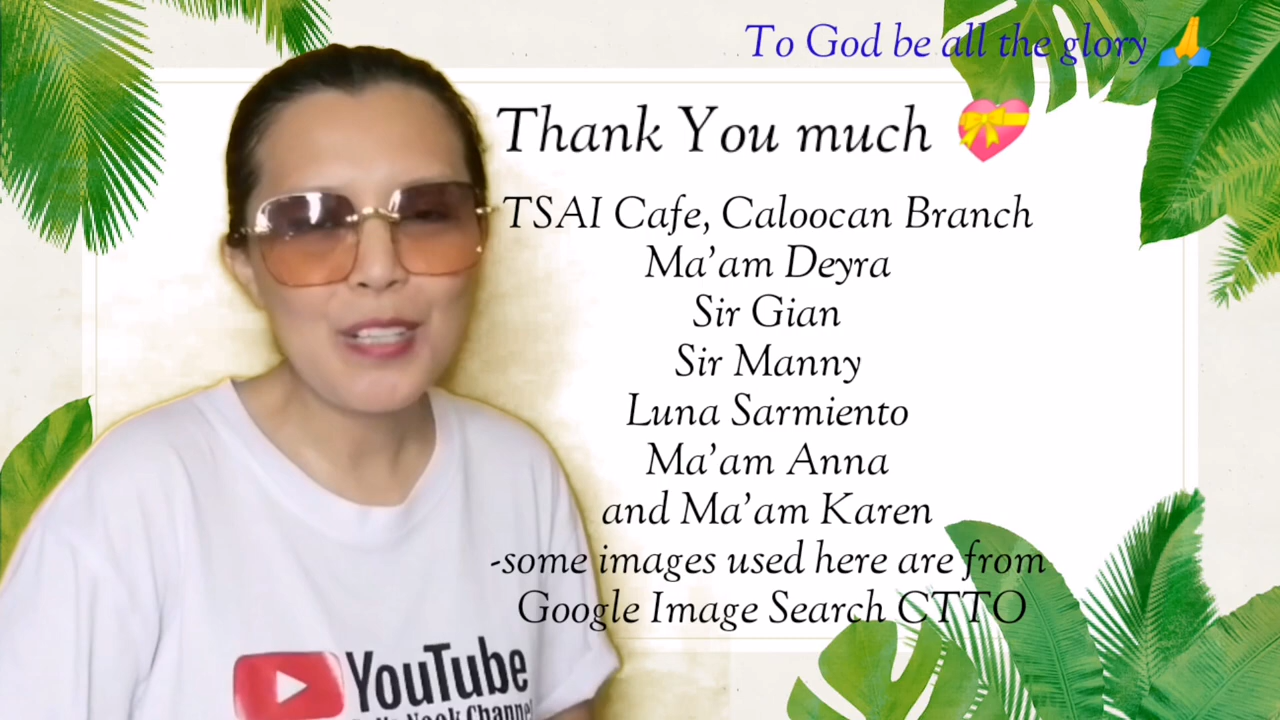 To God be all the glory 🙏
Thank You much 💝
TSAI Cafe, Caloocan Branch
Ma’am Deyra
Sir Gian
Sir Manny
Luna Sarmiento
Ma’am Anna
and Ma’am Karen
-some images used here are from
Google Image Search CTTO
YouTube
Nook Channel